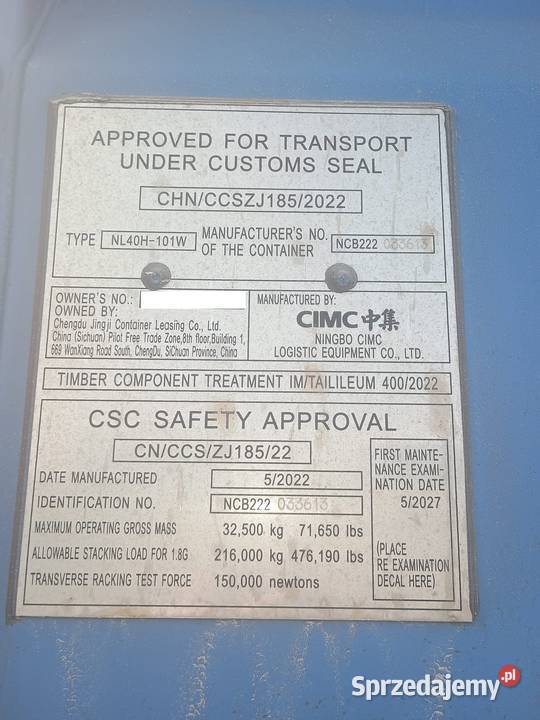 APPROVED FOR TRANSPORT
UNDER CUSTOMS SEAL
CHN/CCSZJ185/2022
TYPE NL40H-101W MANUFACTURER'S NO. OF THE CONTAINER NCB222 033613
OWNER'S NO.:
OWNED BY:
Chengdu Jingji Container Leasing Co., Ltd.
China (Sichuan) Pilot Free Trade Zone,8th floor,Building 1,
669 WanXiang Road South, ChengDu, SiChuan Province, China
MANUFACTURED BY:
CIMC中集
NINGBO CIMC
LOGISTIC EQUIPMENT CO., LTD.
TIMBER COMPONENT TREATMENT IM/TAILILEUM 400/2022
CSC SAFETY APPROVAL
CN/CCS/ZJ185/22
DATE MANUFACTURED 5/2022
IDENTIFICATION NO. NCB222 033613
MAXIMUM OPERATING GROSS MASS 32,500 kg 71,650 lbs
ALLOWABLE STACKING LOAD FOR 1.8G 216,000 kg 476,190 lbs
TRANSVERSE RACKING TEST FORCE 150,000 newtons
FIRST MAINTE-
NANCE EXAMI-
NATION DATE
5/2027
(PLACE
RE EXAMINATION
DECAL HERE)
Sprzedajemy.pl